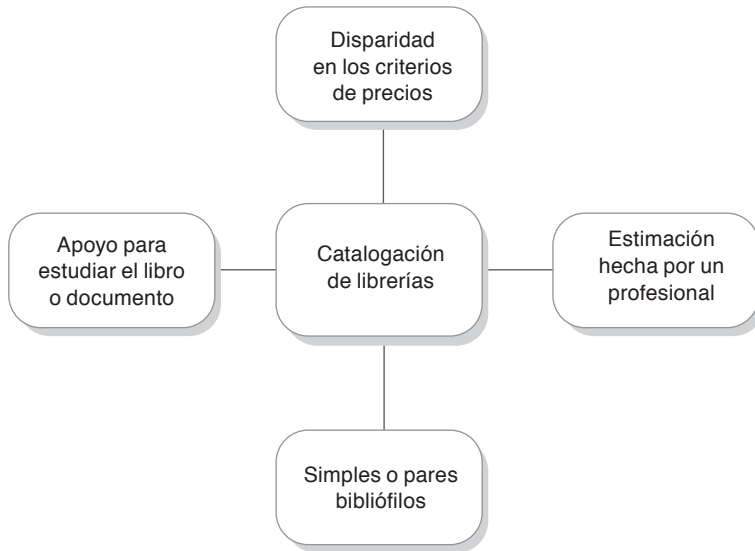 Disparidad
en los criterios
de precios
Apoyo para
estudiar el libro
o documento
Catalogación
de librerías
Estimación
hecha por un
profesional
Simples o pares
bibliófilos